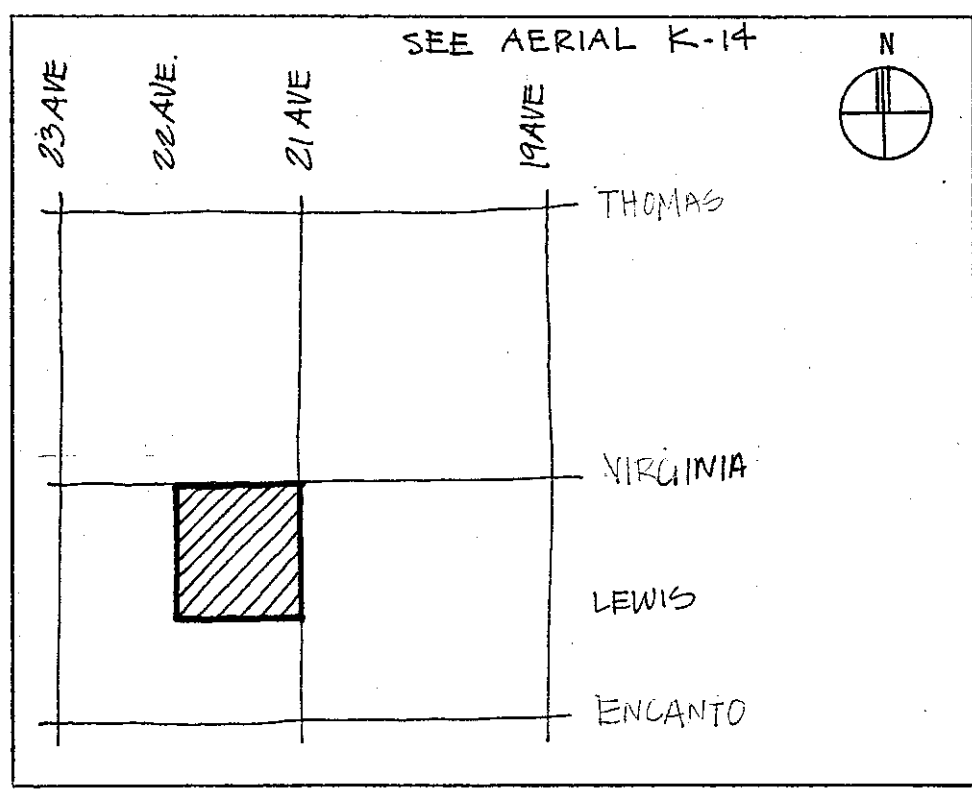 SEE AERIAL K-14
N
23 AVE
22 AVE.
21 AVE
19 AVE
THOMAS
VIRGINIA
LEWIS
ENCANTO